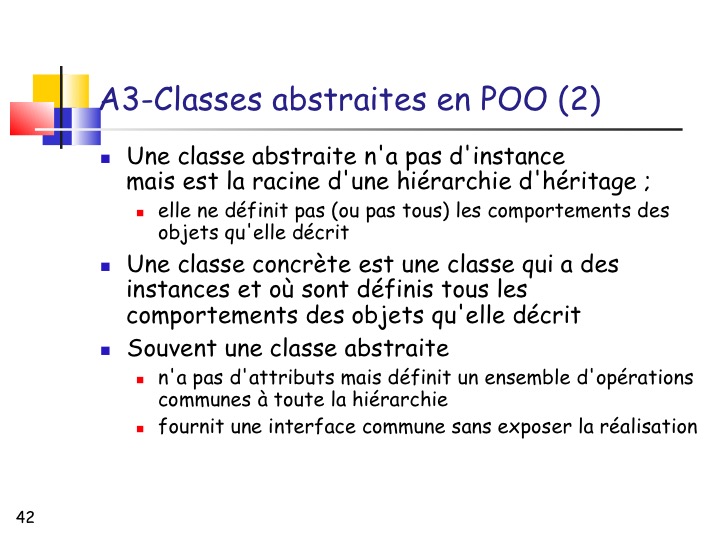 A3-Classes abstraites en POO (2)
Une classe abstraite n'a pas d'instance
mais est la racine d'une hiérarchie d'héritage ;
elle ne définit pas (ou pas tous) les comportements des
objets qu'elle décrit
Une classe concrète est une classe qui a des
instances et où sont définis tous les
comportements des objets qu'elle décrit
Souvent une classe abstraite
n'a pas d'attributs mais définit un ensemble d'opérations
communes à toute la hiérarchie
fournit une interface commune sans exposer la réalisation
42